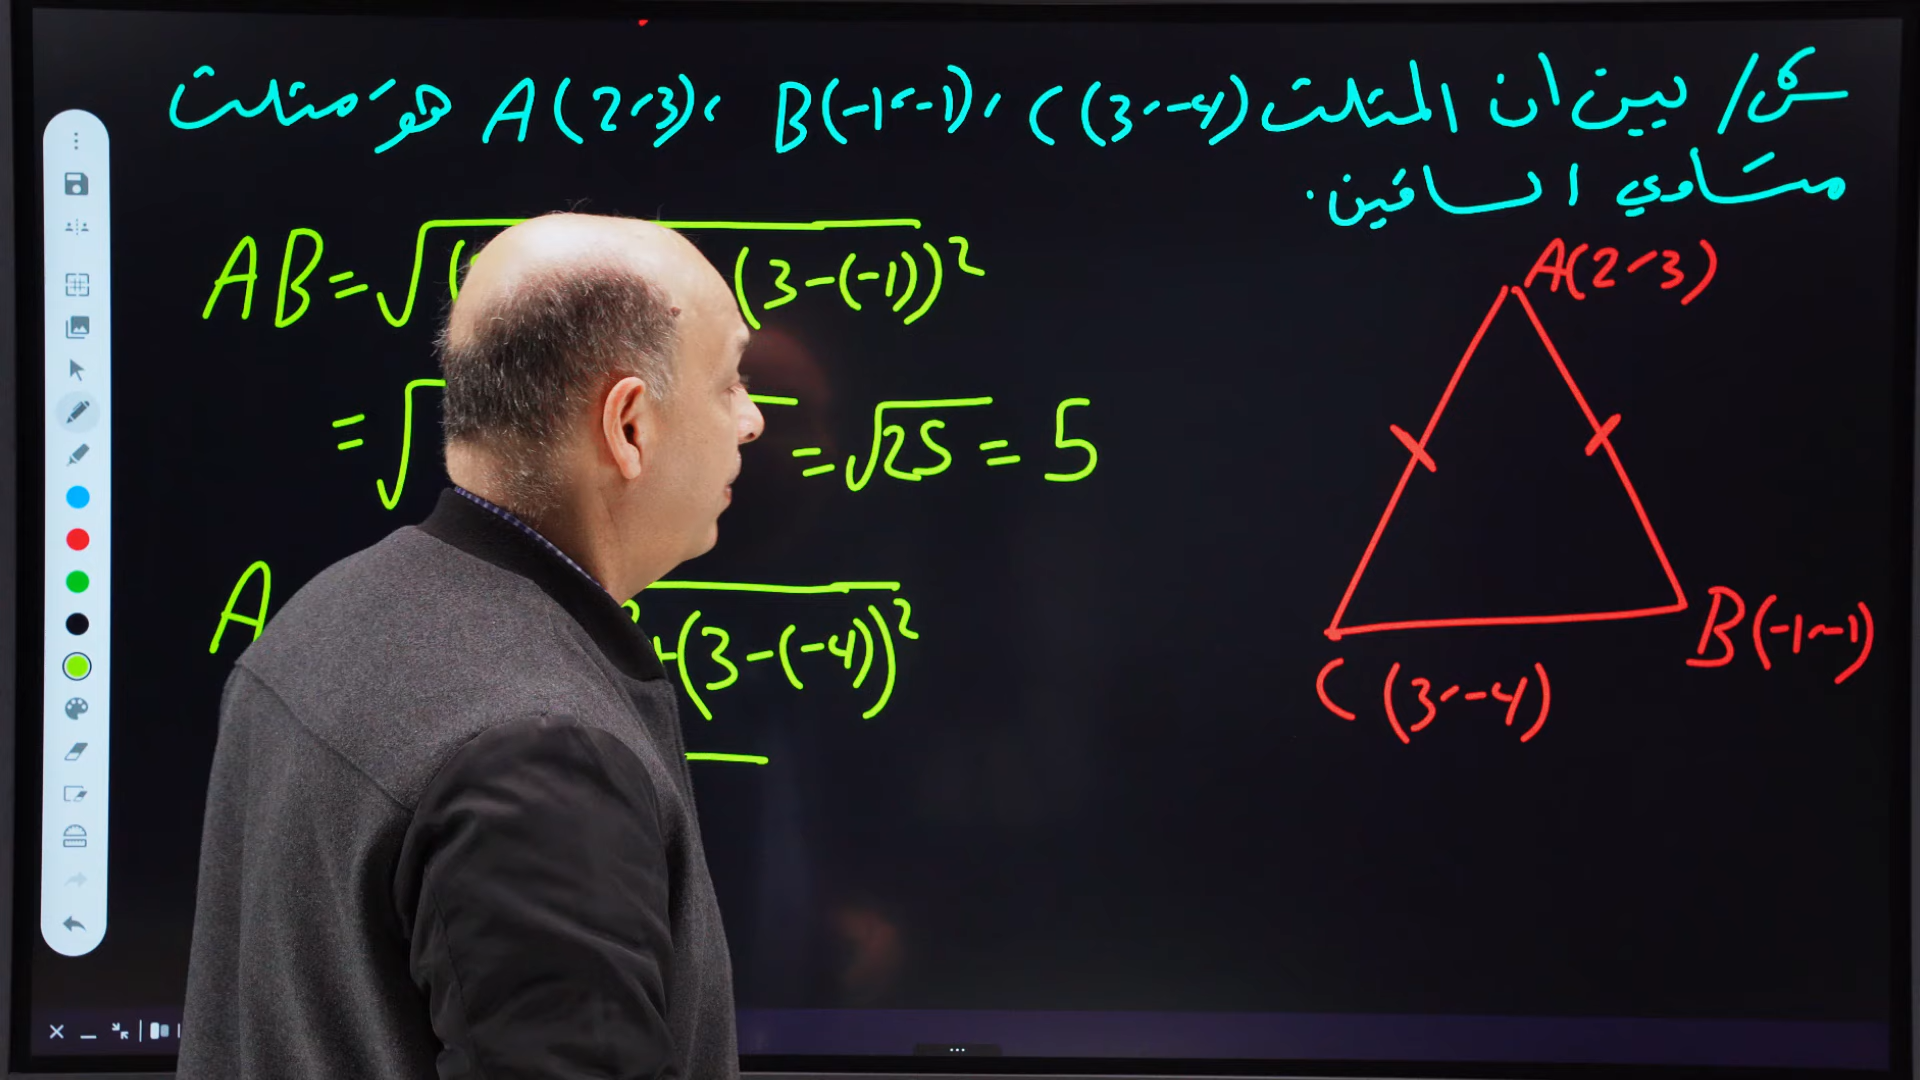 س/ بين ان المثلث A(2،3)، B(-1،-1)، C(3،-4) هو مثلث
متساوي الساقين.
AB=√( (3-(-1))²
=√ =√25 = 5
A ²+(3-(-4))²
A(2،3)
B(-1،-1)
C(3،-4)